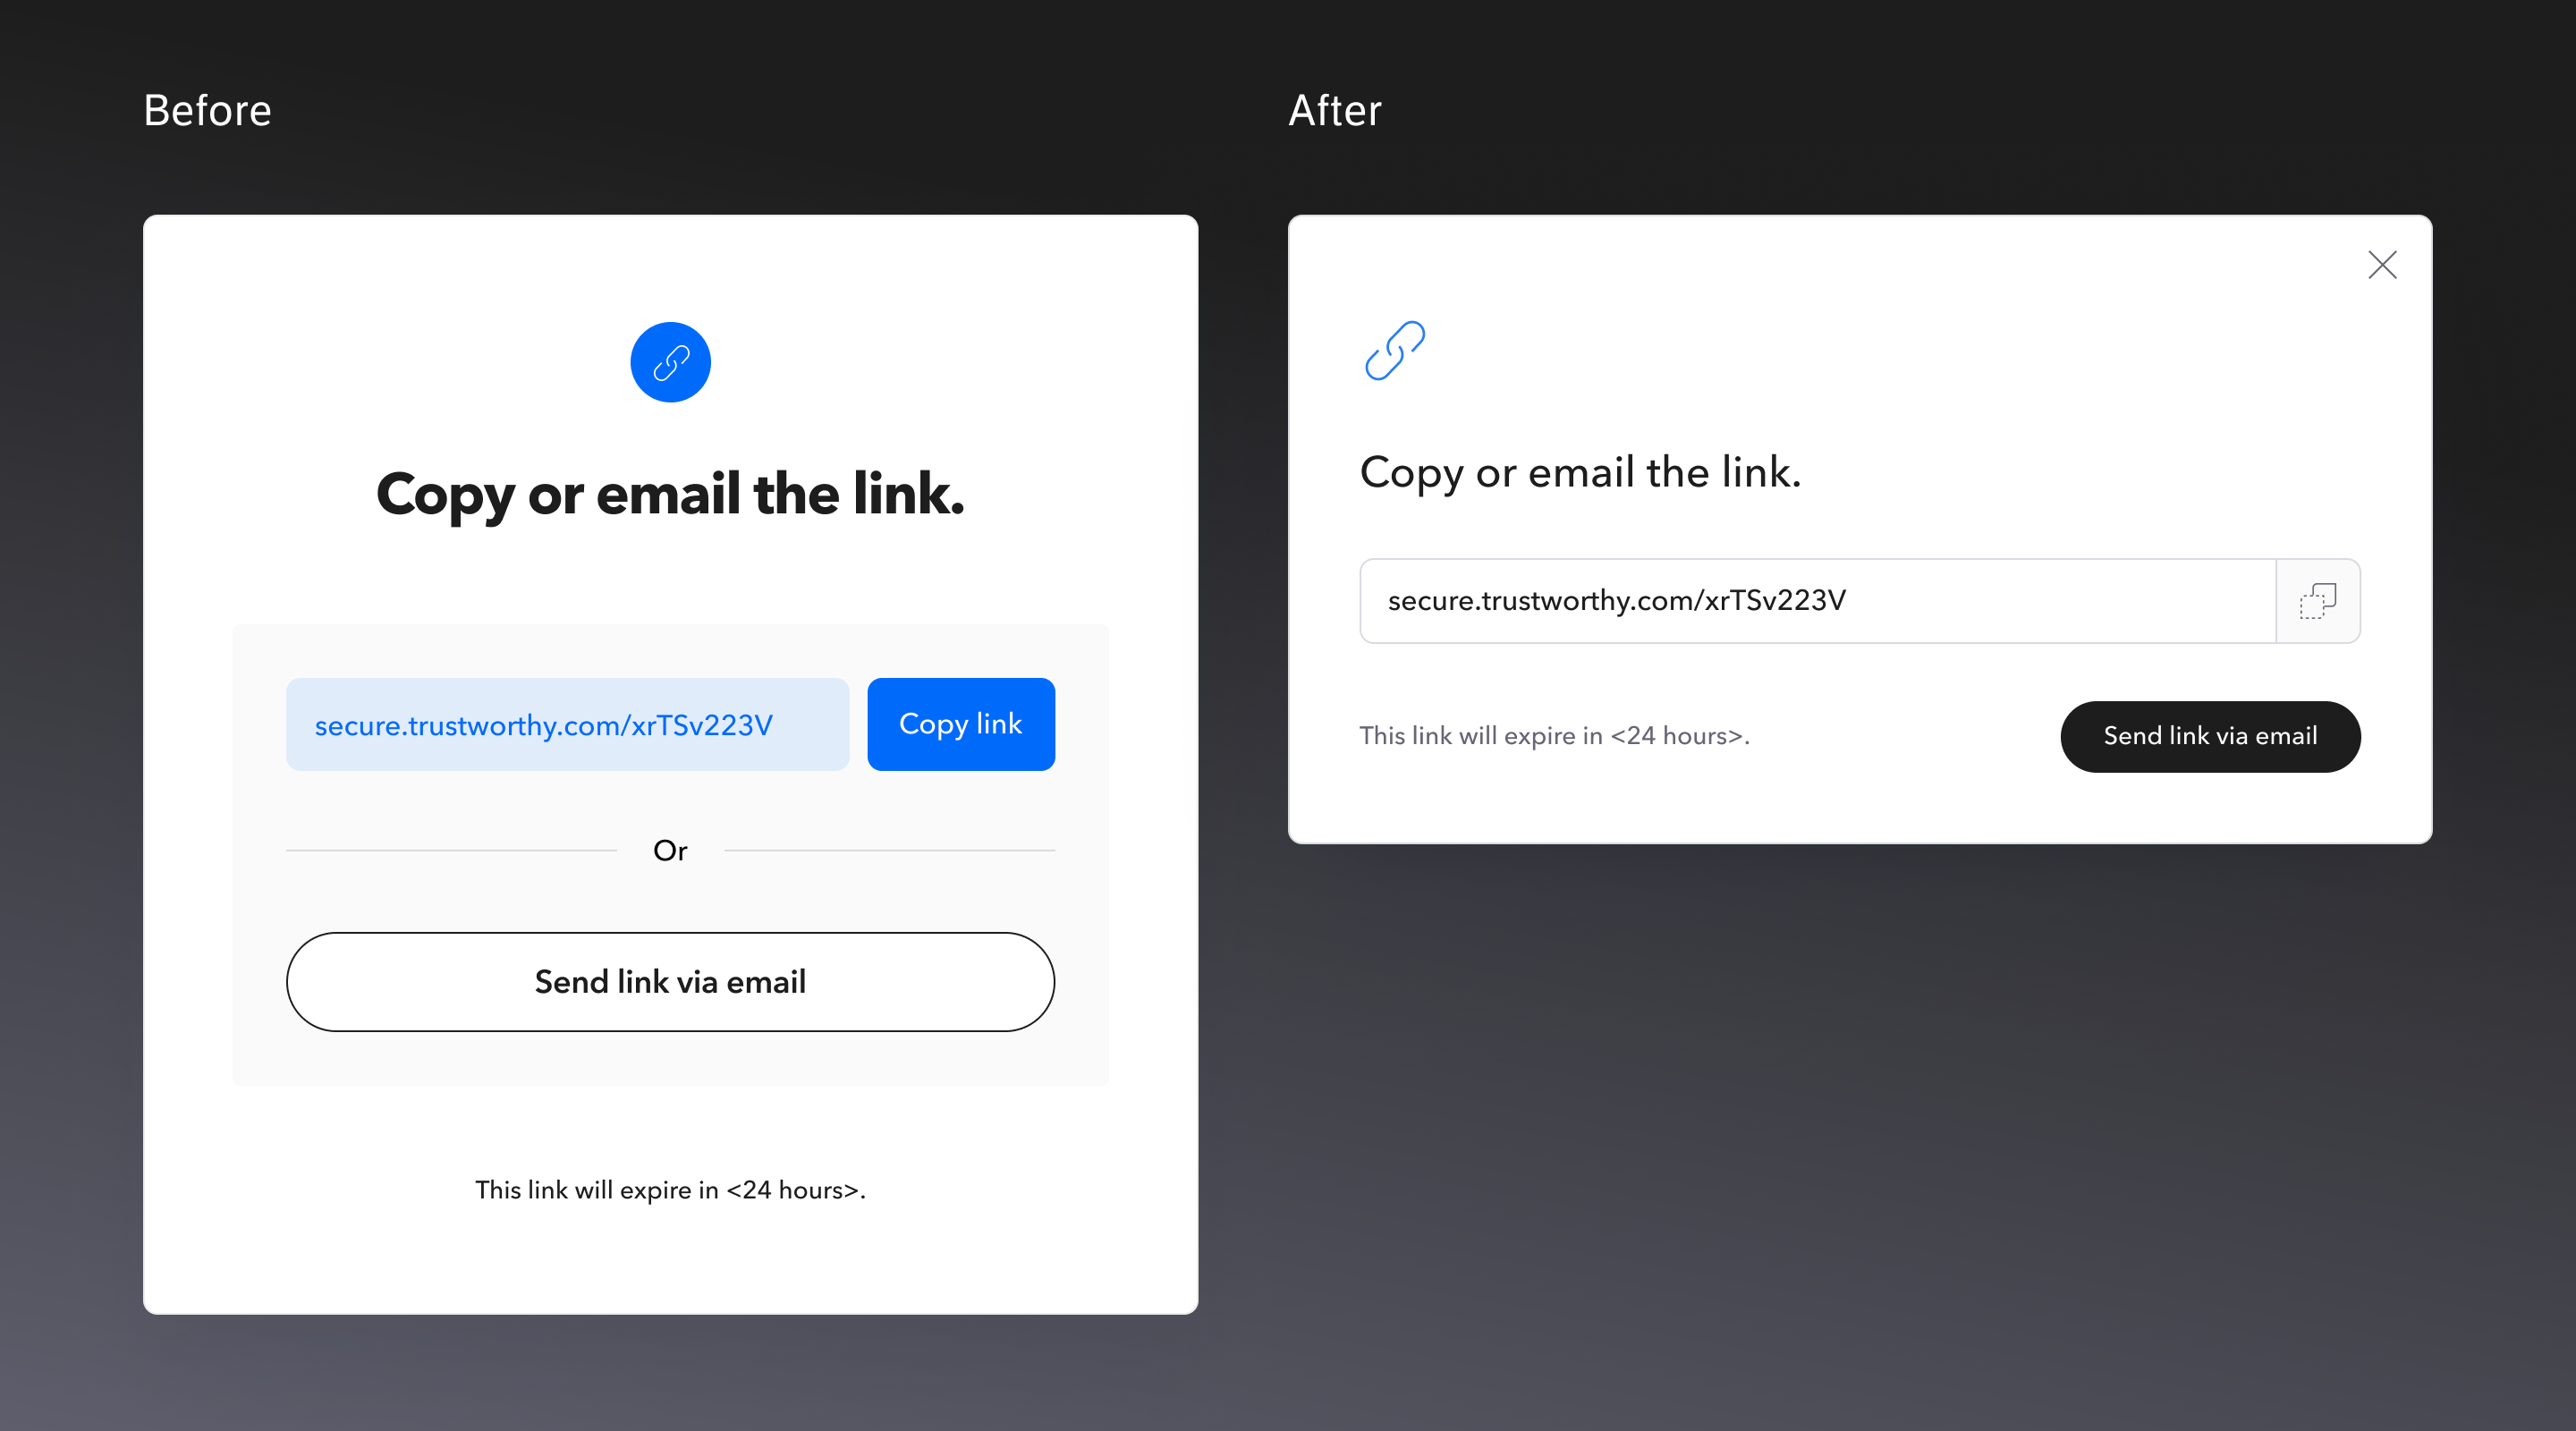 Before
Copy or email the link.
secure.trustworthy.com/xrTSv223V
Copy link
Or
Send link via email
This link will expire in <24 hours>.
After
Copy or email the link.
secure.trustworthy.com/xrTSv223V
This link will expire in <24 hours>.
Send link via email